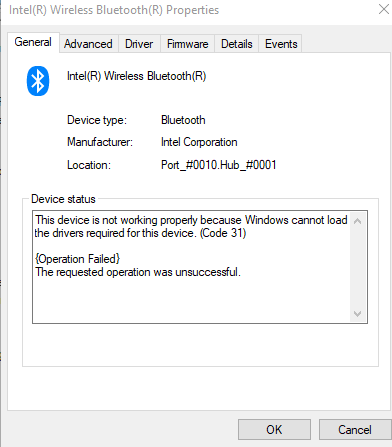 Intel(R) Wireless Bluetooth(R) Properties
General Advanced Driver Firmware Details Events
Intel(R) Wireless Bluetooth(R)
Device type: Bluetooth
Manufacturer: Intel Corporation
Location: Port_#0010.Hub_#0001
Device status
This device is not working properly because Windows cannot load
the drivers required for this device. (Code 31)
{Operation Failed}
The requested operation was unsuccessful.
OK Cancel